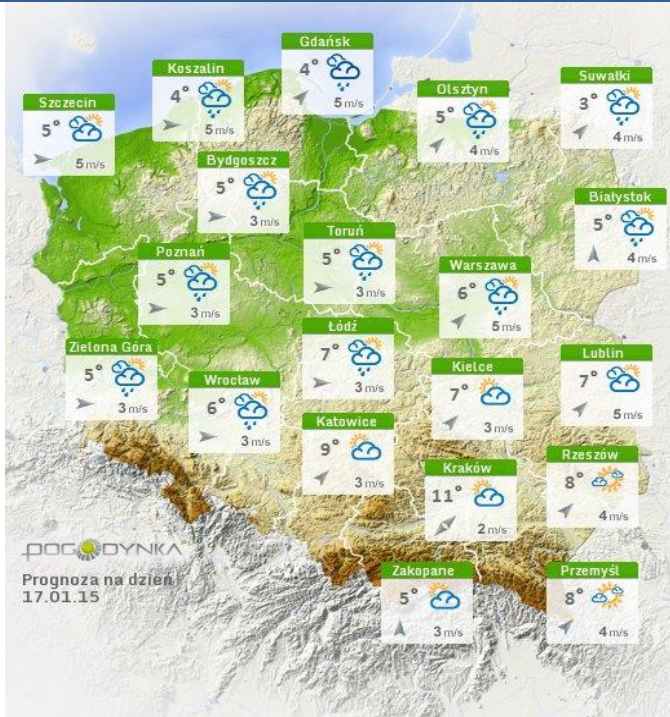 Gdańsk
4°
5 m/s
Koszalin
4°
5 m/s
Suwałki
3°
4 m/s
Olsztyn
5°
4 m/s
Szczecin
5°
5 m/s
Bydgoszcz
5°
3 m/s
Białystok
5°
4 m/s
Toruń
5°
3 m/s
Poznań
5°
3 m/s
Warszawa
6°
5 m/s
Łódź
7°
3 m/s
Zielona Góra
5°
3 m/s
Lublin
7°
5 m/s
Kielce
7°
3 m/s
Wrocław
6°
3 m/s
Katowice
9°
3 m/s
Rzeszów
8°
4 m/s
Kraków
11°
2 m/s
POGODYNKA
Prognoza na dzień
17.01.15
Zakopane
5°
3 m/s
Przemyśl
8°
4 m/s